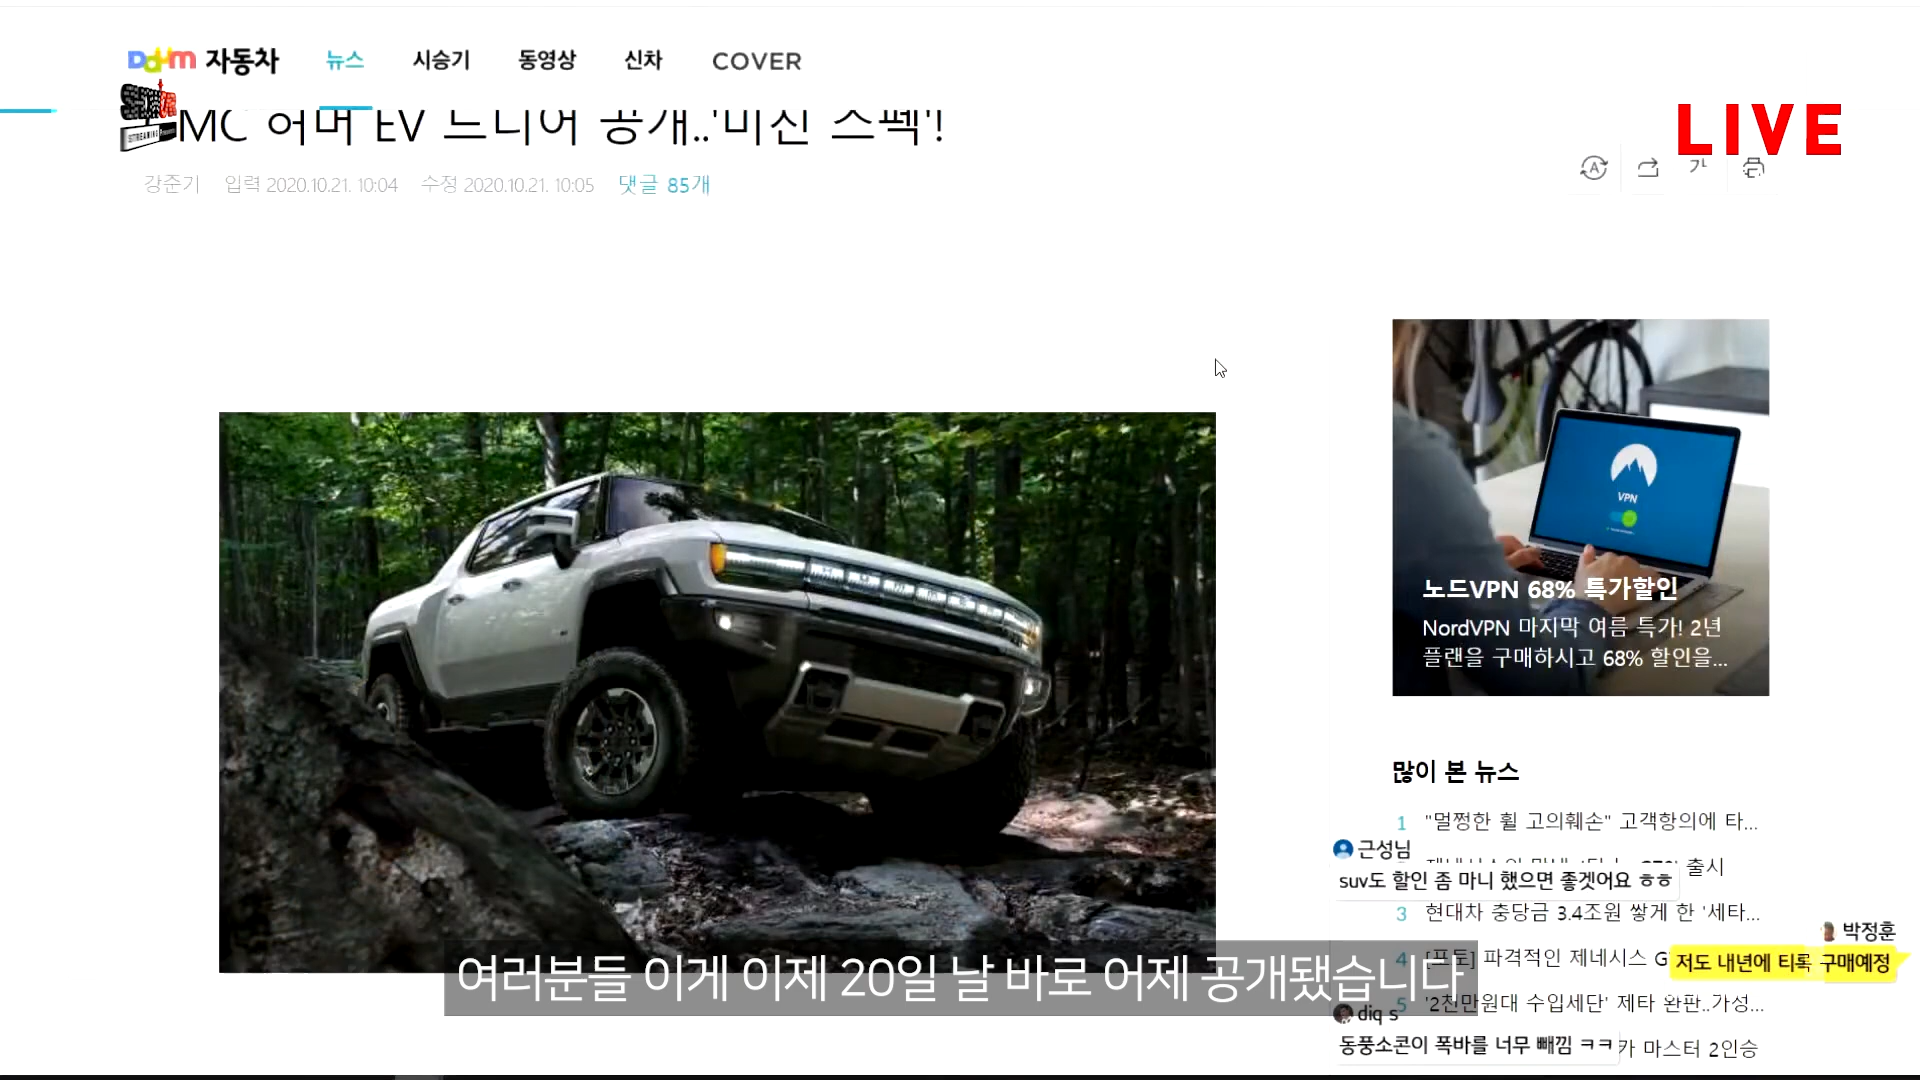 Daum 자동차 뉴스 시승기 동영상 신차 COVER
LIVE
MC 허머 EV 드디어 공개..'미친 스펙'!
강준기 입력 2020.10.21. 10:04 수정 2020.10.21. 10:05 댓글 85개
VPN
노드VPN 68% 특가할인
NordVPN 마지막 여름 특가! 2년
플랜을 구매하시고 68% 할인을...
많이 본 뉴스
1 "멀쩡한 휠 고의훼손" 고객항의에 타...
근성님
출시
suv도 할인 좀 마니 했으면 좋겟어요 ㅎㅎ
3 현대차 충당금 3.4조원 쌓게 한 '세타...
박정훈
4 [포토] 파격적인 제네시스 G
저도 내년에 티록 구매예정
여러분들 이게 이제 20일 날 바로 어제 공개됐습니다
5 '2천만원대 수입세단' 제타 완판..가성...
diq s
동풍소콘이 폭바를 너무 빼낌 ㅋㅋ
카 마스터 2인승